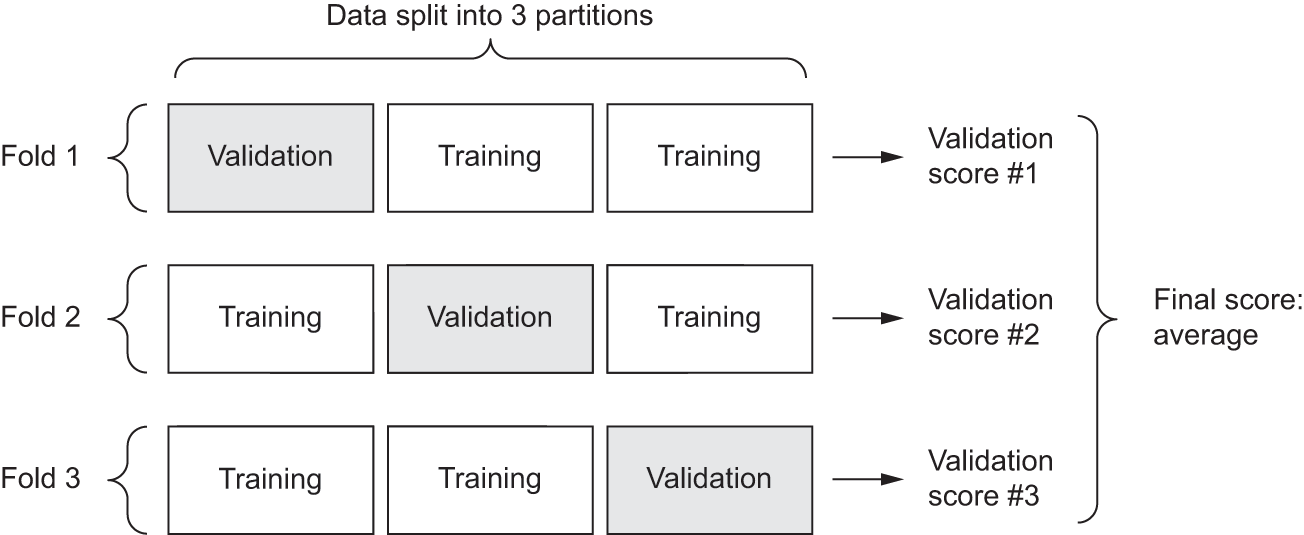 Data split into 3 partitions
Fold 1
Validation
Training
Training
Validation
score #1
Fold 2
Training
Validation
Training
Validation
score #2
Final score:
average
Fold 3
Training
Training
Validation
Validation
score #3